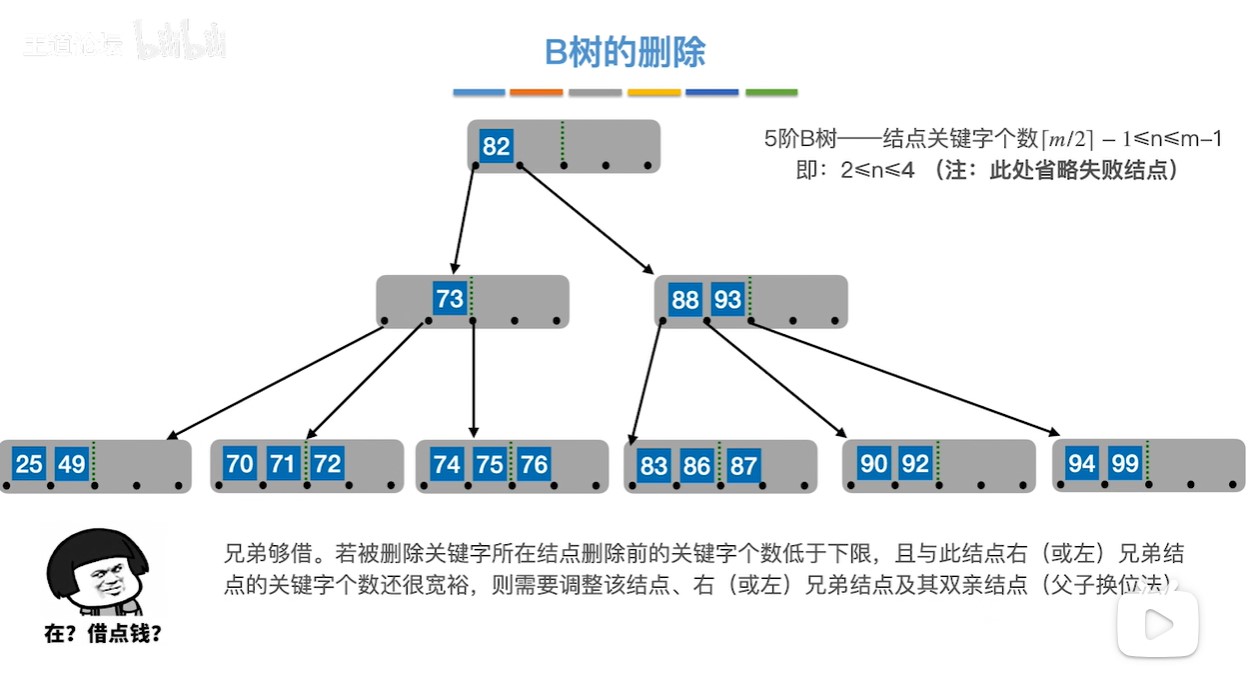 王道论坛 bilibili
B树的删除
82
5阶B树——结点关键字个数⌈m/2⌉ – 1≤n≤m–1
即：2≤n≤4 （注：此处省略失败结点）
73
88 93
25 49
70 71 72
74 75 76
83 86 87
90 92
94 99
兄弟够借。若被删除关键字所在结点删除前的关键字个数低于下限，且与此结点右（或左）兄弟结
点的关键字个数还很宽裕，则需要调整该结点、右（或左）兄弟结点及其双亲结点（父子换位法）
在？借点钱？